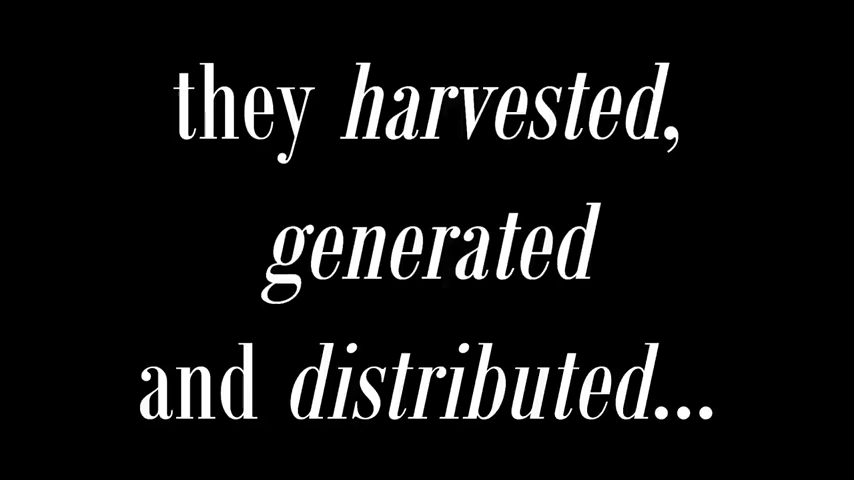 they harvested,
generated
and distributed...